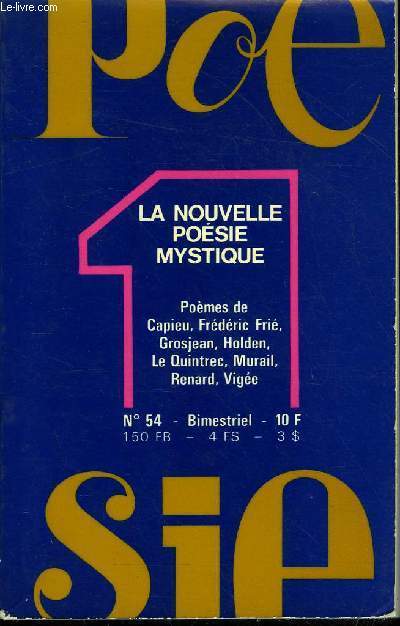 Le-livre.com
Poe
1
LA NOUVELLE
POÉSIE
MYSTIQUE
Poèmes de
Capieu, Frédéric Frié,
Grosjean, Holden,
Le Quintrec, Murail,
Renard, Vigée
N° 54 - Bimestriel - 10 F
150 FB - 4 FS - 3 $
sie